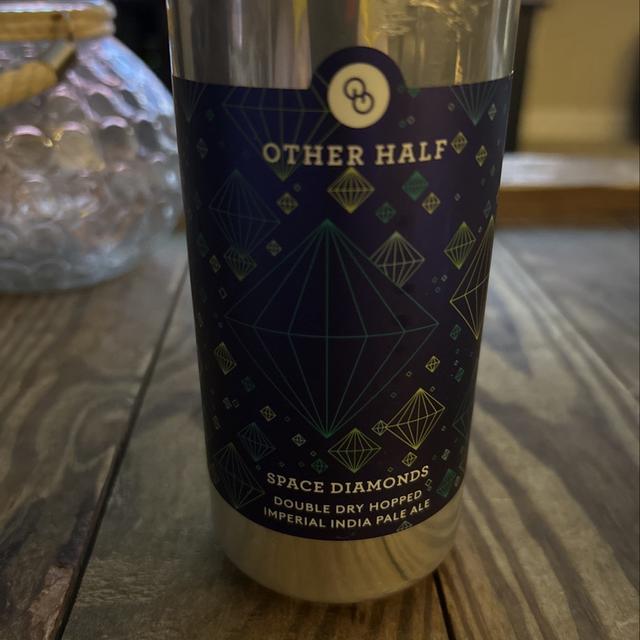 OTHER HALF
SPACE DIAMONDS
DOUBLE DRY HOPPED
IMPERIAL INDIA PALE ALE